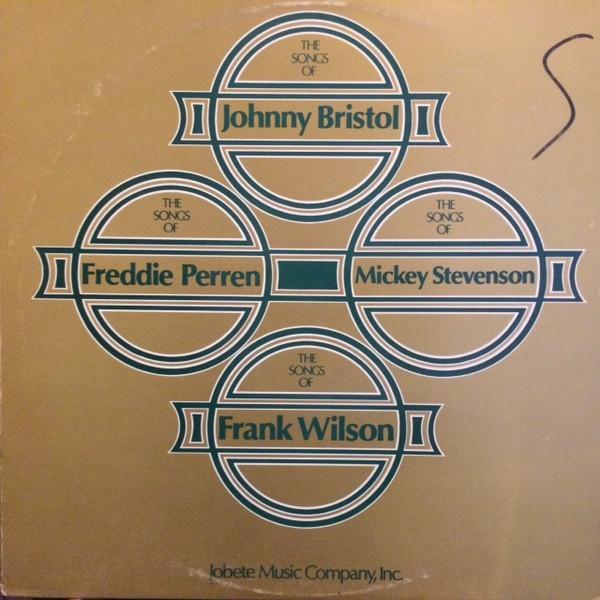 THE
SONGS
OF
Johnny Bristol
THE
SONGS
OF
Freddie Perren
THE
SONGS
OF
Mickey Stevenson
THE
SONGS
OF
Frank Wilson
Jobete Music Company, Inc.
S